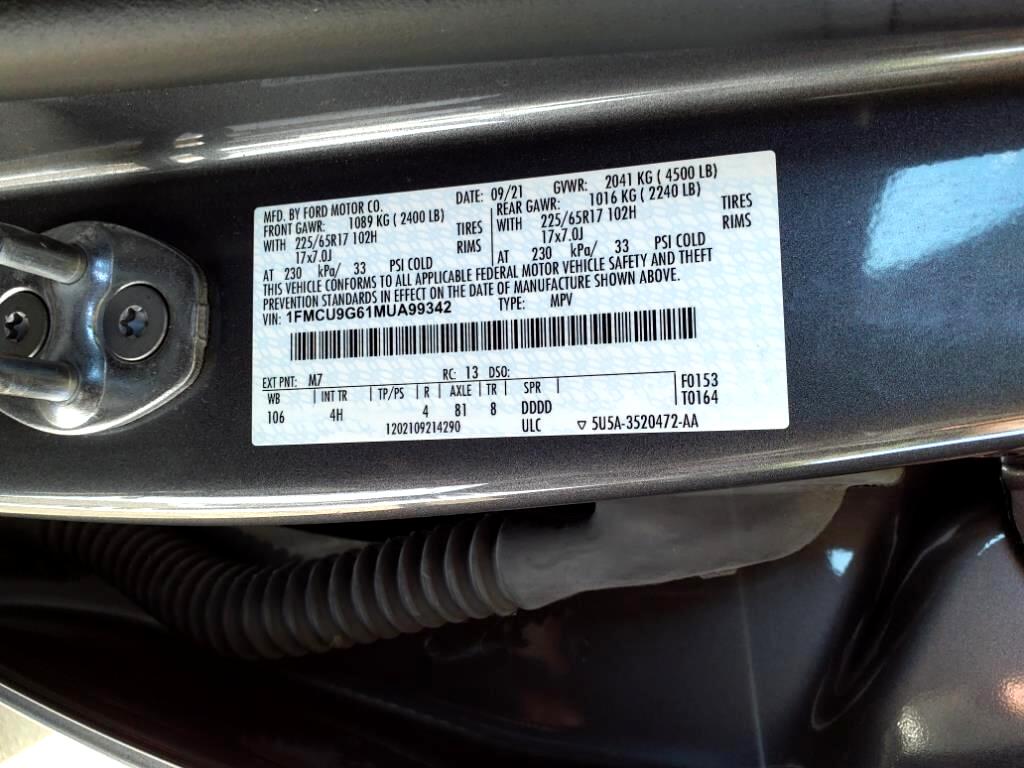 MFD. BY FORD MOTOR CO. DATE: 09/21 GVWR: 2041 KG ( 4500 LB)
FRONT GAWR: 1089 KG ( 2400 LB) REAR GAWR: 1016 KG ( 2240 LB)
WITH 225/65R17 102H TIRES WITH 225/65R17 102H TIRES
17x7.0J RIMS 17x7.0J RIMS
AT 230 kPa/ 33 PSI COLD AT 230 kPa/ 33 PSI COLD
THIS VEHICLE CONFORMS TO ALL APPLICABLE FEDERAL MOTOR VEHICLE SAFETY AND THEFT
PREVENTION STANDARDS IN EFFECT ON THE DATE OF MANUFACTURE SHOWN ABOVE.
VIN: 1FMCU9G61MUA99342 TYPE: MPV
EXT PNT: M7 RC: 13 DSO:
WB INT TR TP/PS R AXLE TR SPR F0153
106 4H 4 81 8 DDDD T0164
1202109214290 ULC ▽ 5U5A-3520472-AA